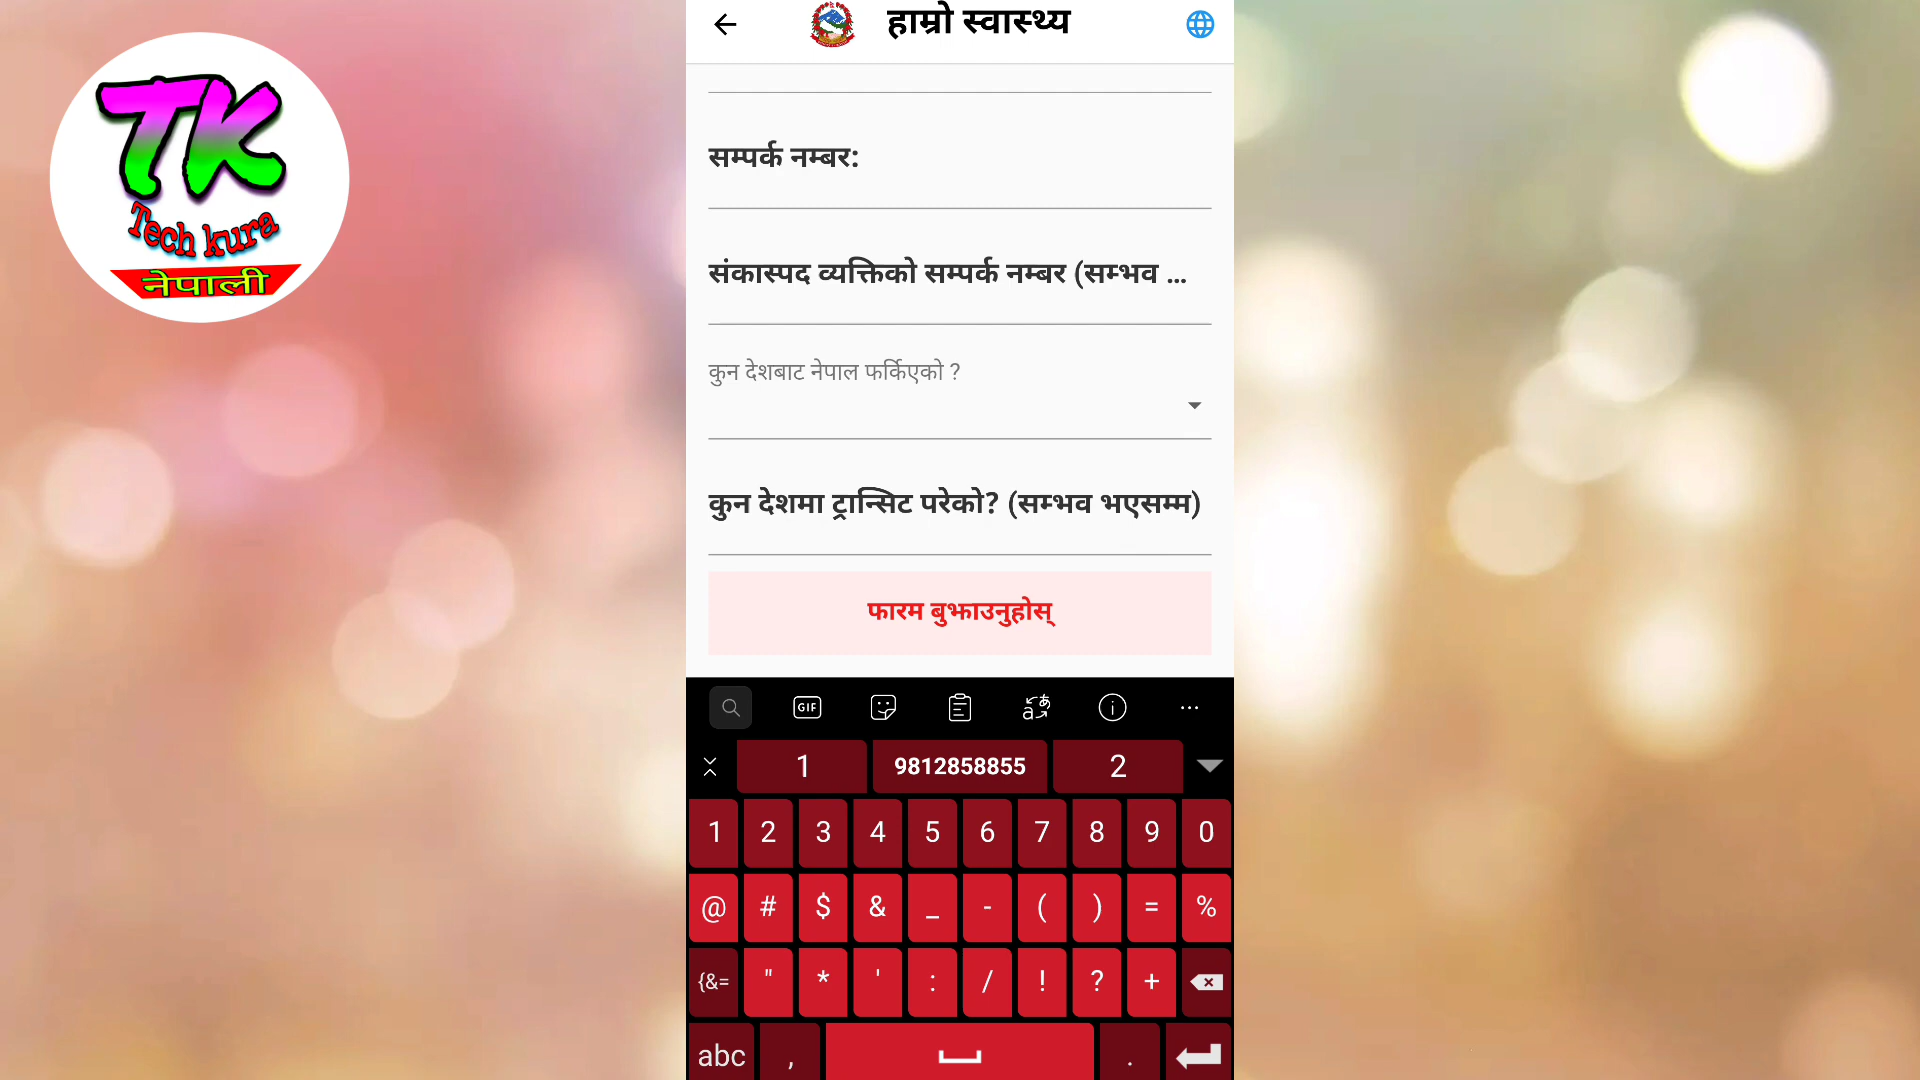 TK
Tech kura
नेपाली
हाम्रो स्वास्थ्य
सम्पर्क नम्बर:
संकास्पद व्यक्तिको सम्पर्क नम्बर (सम्भव ...
कुन देशबाट नेपाल फर्किएको ?
कुन देशमा ट्रान्सिट परेको? (सम्भव भएसम्म)
फारम बुझाउनुहोस्
GIF
1 9812858855 2
1 2 3 4 5 6 7 8 9 0
@ # $ & _ - ( ) = %
{&= " * ' : / ! ? +
abc , .